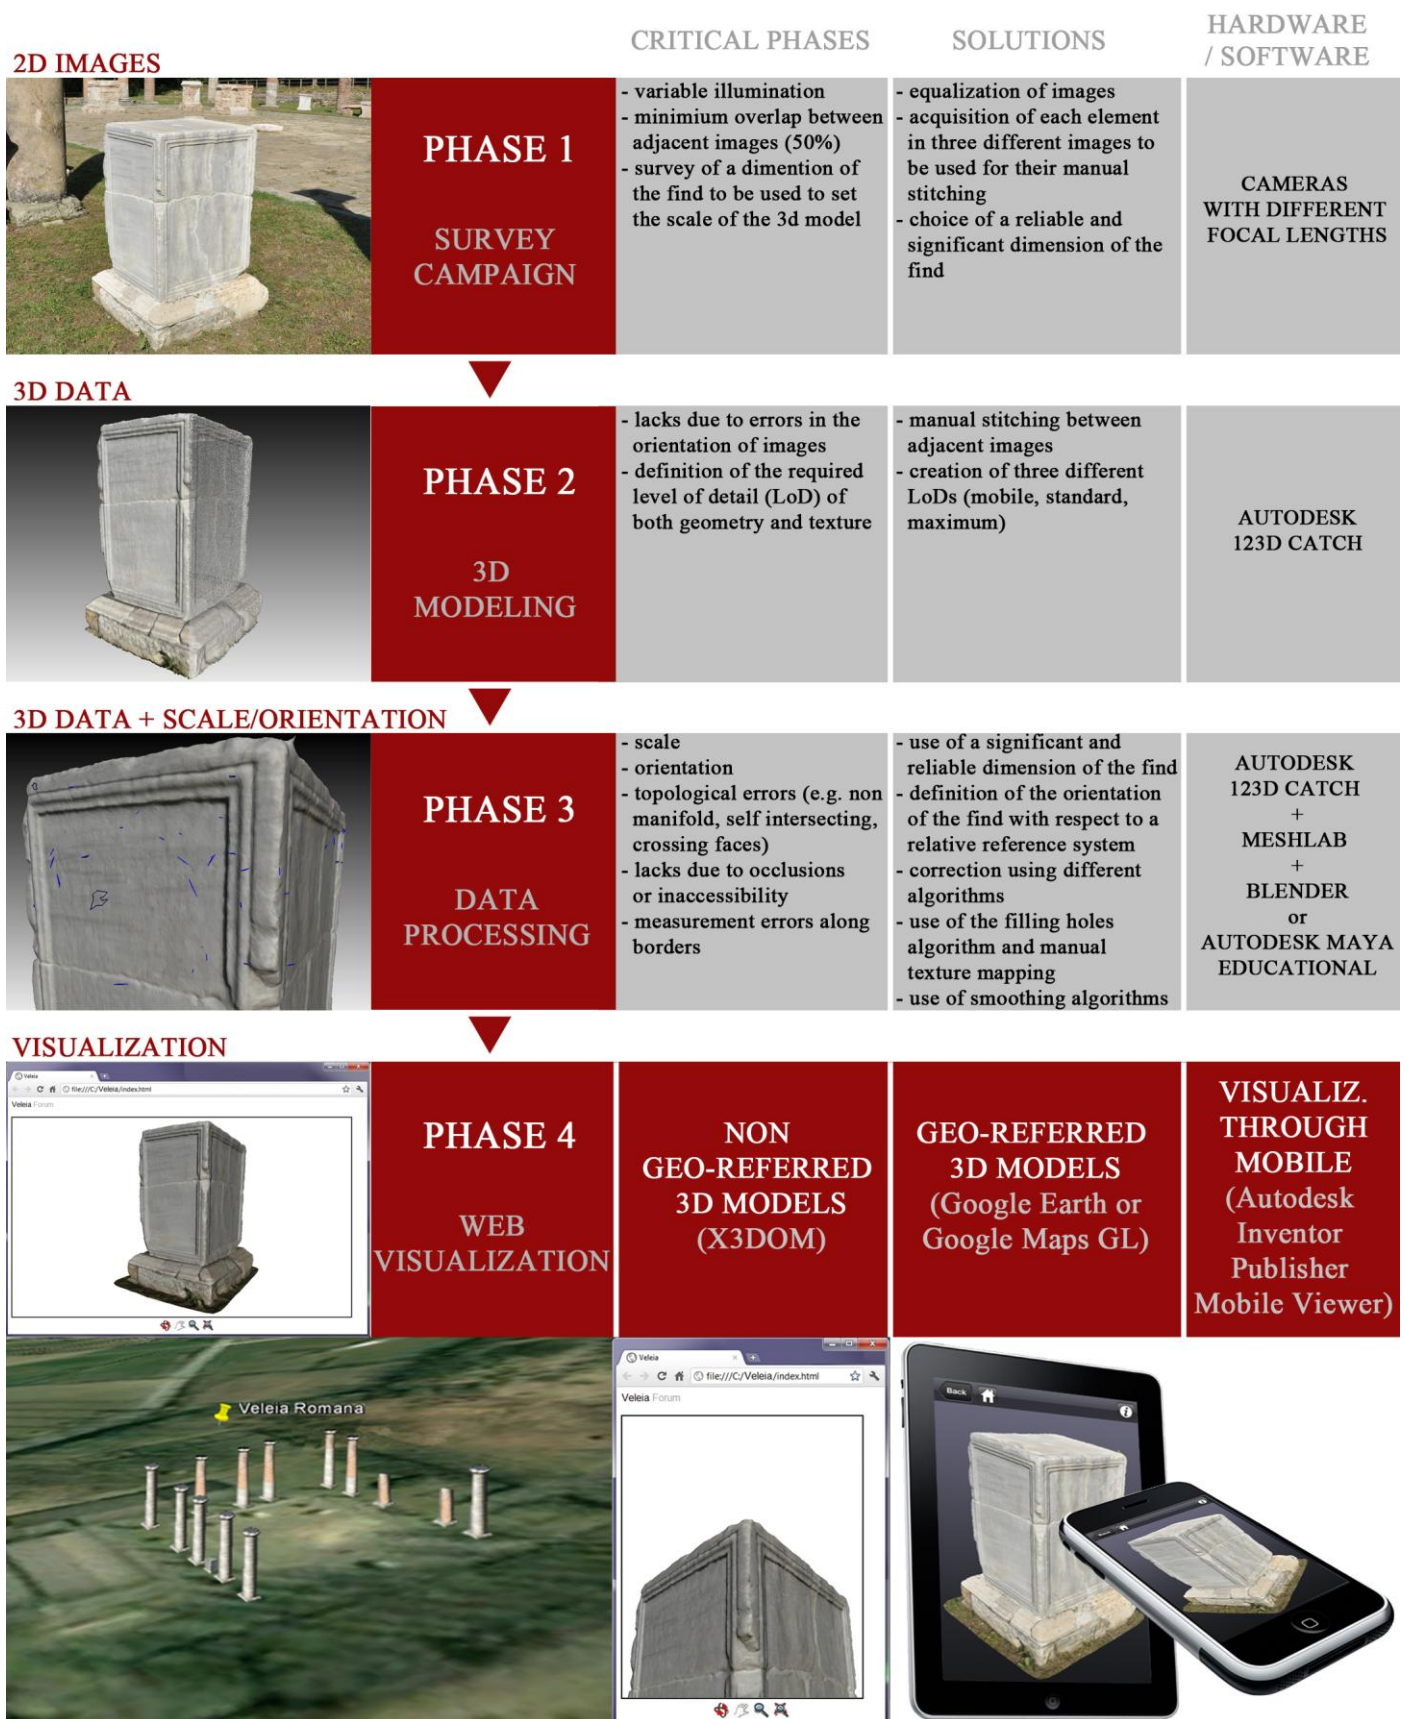 CRITICAL PHASES
SOLUTIONS
HARDWARE
/ SOFTWARE
2D IMAGES
PHASE 1
SURVEY
CAMPAIGN
- variable illumination
- minimium overlap between
adjacent images (50%)
- survey of a dimention of
the find to be used to set
the scale of the 3d model
- equalization of images
- acquisition of each element
in three different images to
be used for their manual
stitching
- choice of a reliable and
significant dimension of the
find
CAMERAS
WITH DIFFERENT
FOCAL LENGTHS
3D DATA
PHASE 2
3D
MODELING
- lacks due to errors in the
orientation of images
- definition of the required
level of detail (LoD) of
both geometry and texture
- manual stitching between
adjacent images
- creation of three different
LoDs (mobile, standard,
maximum)
AUTODESK
123D CATCH
3D DATA + SCALE/ORIENTATION
PHASE 3
DATA
PROCESSING
- scale
- orientation
- topological errors (e.g. non
manifold, self intersecting,
crossing faces)
- lacks due to occlusions
or inaccessibility
- measurement errors along
borders
- use of a significant and
reliable dimension of the find
- definition of the orientation
of the find with respect to a
relative reference system
- correction using different
algorithms
- use of the filling holes
algorithm and manual
texture mapping
- use of smoothing algorithms
AUTODESK
123D CATCH
+
MESHLAB
+
BLENDER
or
AUTODESK MAYA
EDUCATIONAL
VISUALIZATION
Veleia
file:///C:/Veleia/index.html
Veleia Forum
PHASE 4
WEB
VISUALIZATION
NON
GEO-REFERRED
3D MODELS
(X3DOM)
GEO-REFERRED
3D MODELS
(Google Earth or
Google Maps GL)
VISUALIZ.
THROUGH
MOBILE
(Autodesk
Inventor
Publisher
Mobile Viewer)
Veleia Romana
Veleia
file:///C:/Veleia/index.html
Veleia Forum
Back
Back